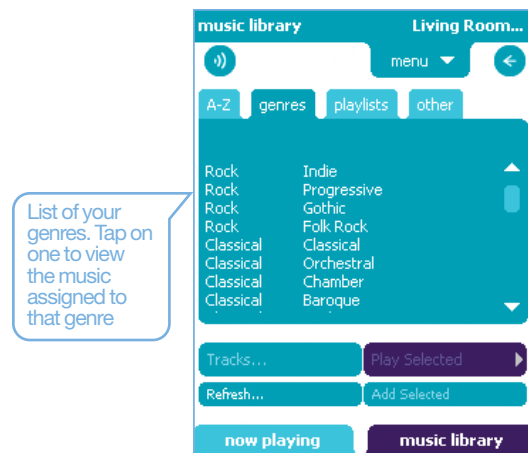 music library Living Room...
menu
A-Z genres playlists other
Rock Indie
Rock Progressive
Rock Gothic
Rock Folk Rock
Classical Classical
Classical Orchestral
Classical Chamber
Classical Baroque
List of your
genres. Tap on
one to view
the music
assigned to
that genre
Tracks... Play Selected
Refresh... Add Selected
now playing music library